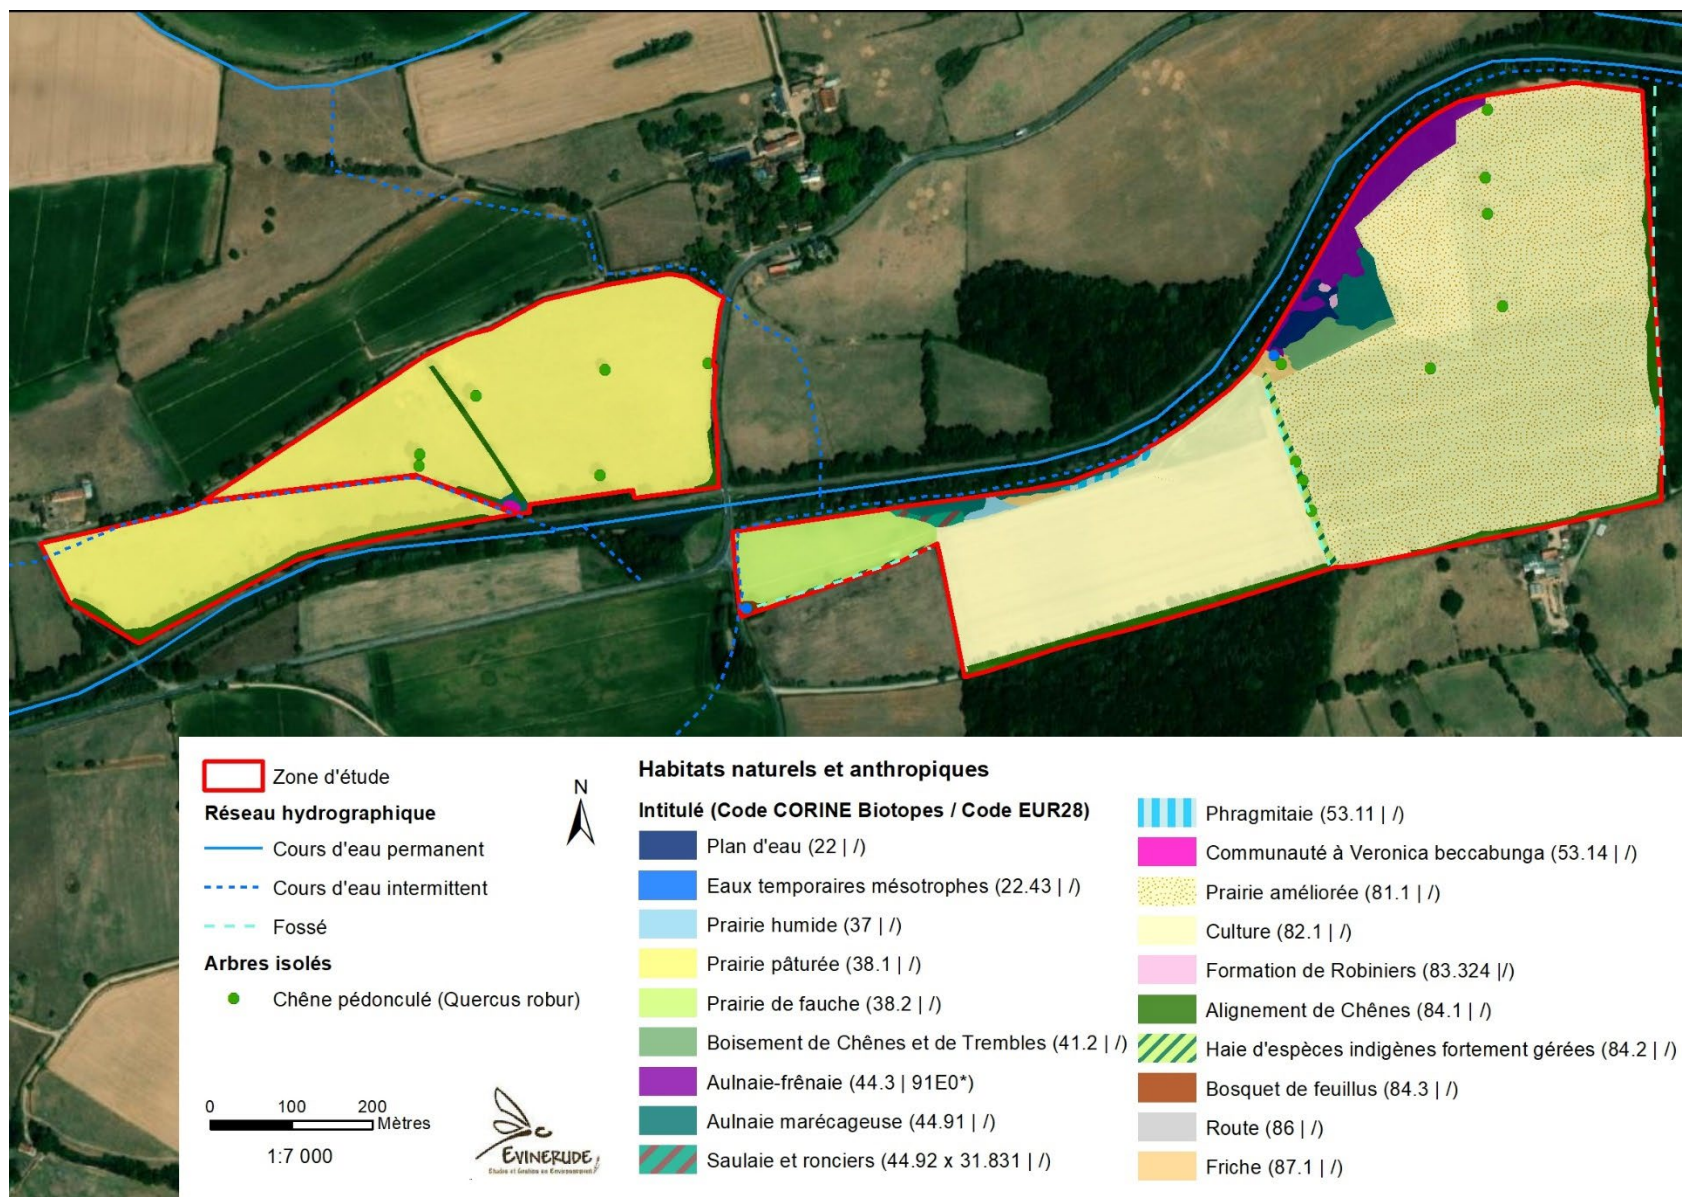 Zone d'étude
Réseau hydrographique
Cours d'eau permanent
Cours d'eau intermittent
Fossé
Arbres isolés
Chêne pédonculé (Quercus robur)
N
0 100 200
Mètres
1:7 000
EVINERUDE
Etudes et Gestion en Environnement
Habitats naturels et anthropiques
Intitulé (Code CORINE Biotopes / Code EUR28)
Plan d'eau (22 | /)
Eaux temporaires mésotrophes (22.43 | /)
Prairie humide (37 | /)
Prairie pâturée (38.1 | /)
Prairie de fauche (38.2 | /)
Boisement de Chênes et de Trembles (41.2 | /)
Aulnaie-frênaie (44.3 | 91E0*)
Aulnaie marécageuse (44.91 | /)
Saulaie et ronciers (44.92 x 31.831 | /)
Phragmitaie (53.11 | /)
Communauté à Veronica beccabunga (53.14 | /)
Prairie améliorée (81.1 | /)
Culture (82.1 | /)
Formation de Robiniers (83.324 |/)
Alignement de Chênes (84.1 | /)
Haie d'espèces indigènes fortement gérées (84.2 | /)
Bosquet de feuillus (84.3 | /)
Route (86 | /)
Friche (87.1 | /)